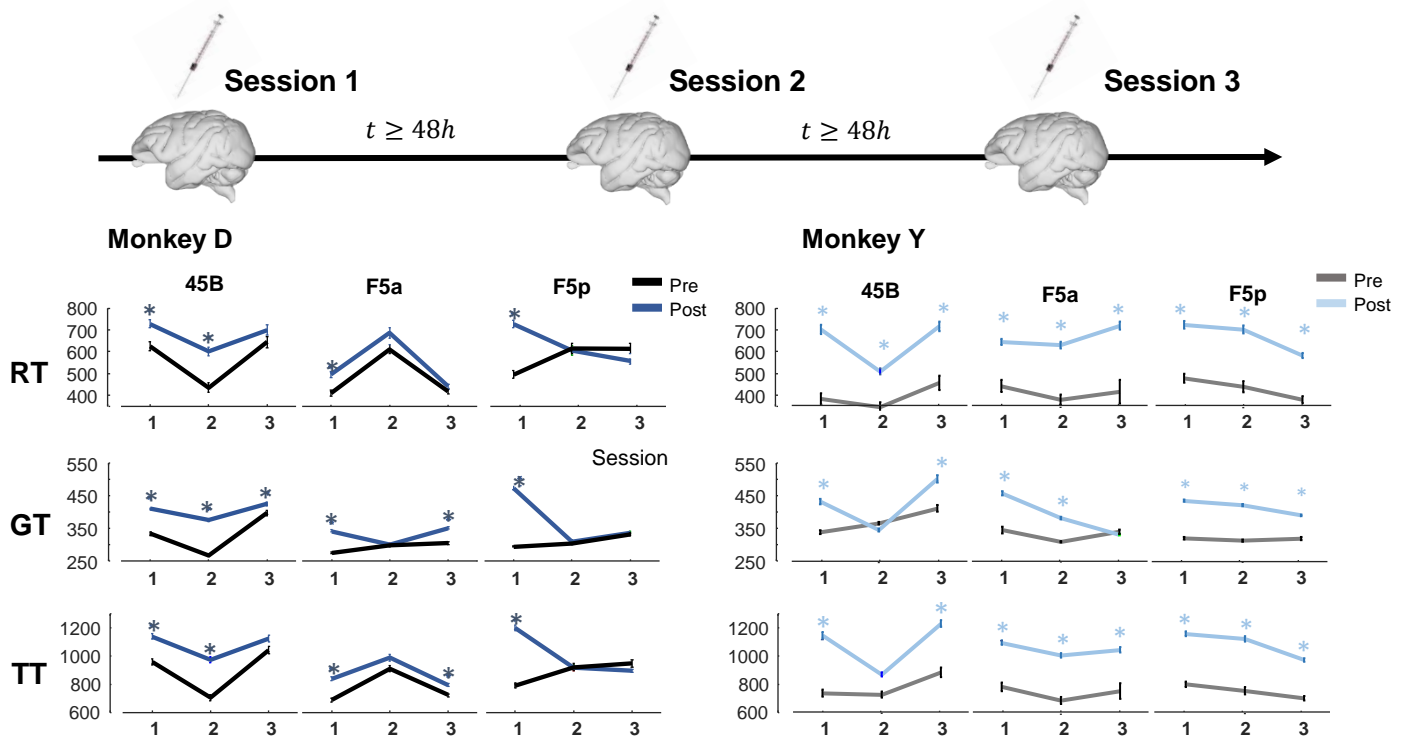 Session 1
Session 2
Session 3
t ≥ 48h
t ≥ 48h
Monkey D
Monkey Y
45B
F5a
F5p
Pre
Post
45B
F5a
F5p
Pre
Post
RT
800
700
600
500
400
* * * *
1 2 3
1 2 3
1 2 3
800
700
600
500
400
* * * * * * * * *
1 2 3
1 2 3
1 2 3
Session
GT
550
450
350
250
* * * * * *
1 2 3
1 2 3
1 2 3
550
450
350
250
* * * * * * *
1 2 3
1 2 3
1 2 3
TT
1200
1000
800
600
* * * * *
1 2 3
1 2 3
1 2 3
1200
1000
800
600
* * * * * * * *
1 2 3
1 2 3
1 2 3